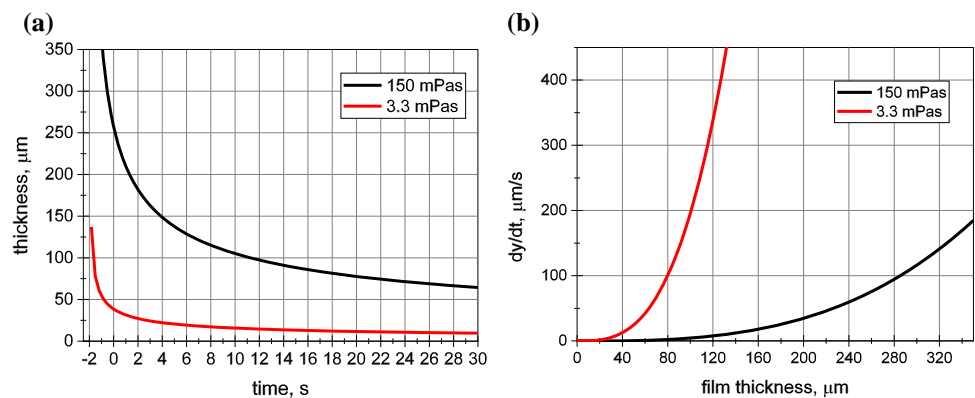 (a)
350
300
250
200
150
100
50
0
thickness, μm
150 mPas
3.3 mPas
-2 0 2 4 6 8 10 12 14 16 18 20 22 24 26 28 30
time, s
(b)
400
300
200
100
0
dy/dt, μm/s
150 mPas
3.3 mPas
0 40 80 120 160 200 240 280 320
film thickness, μm